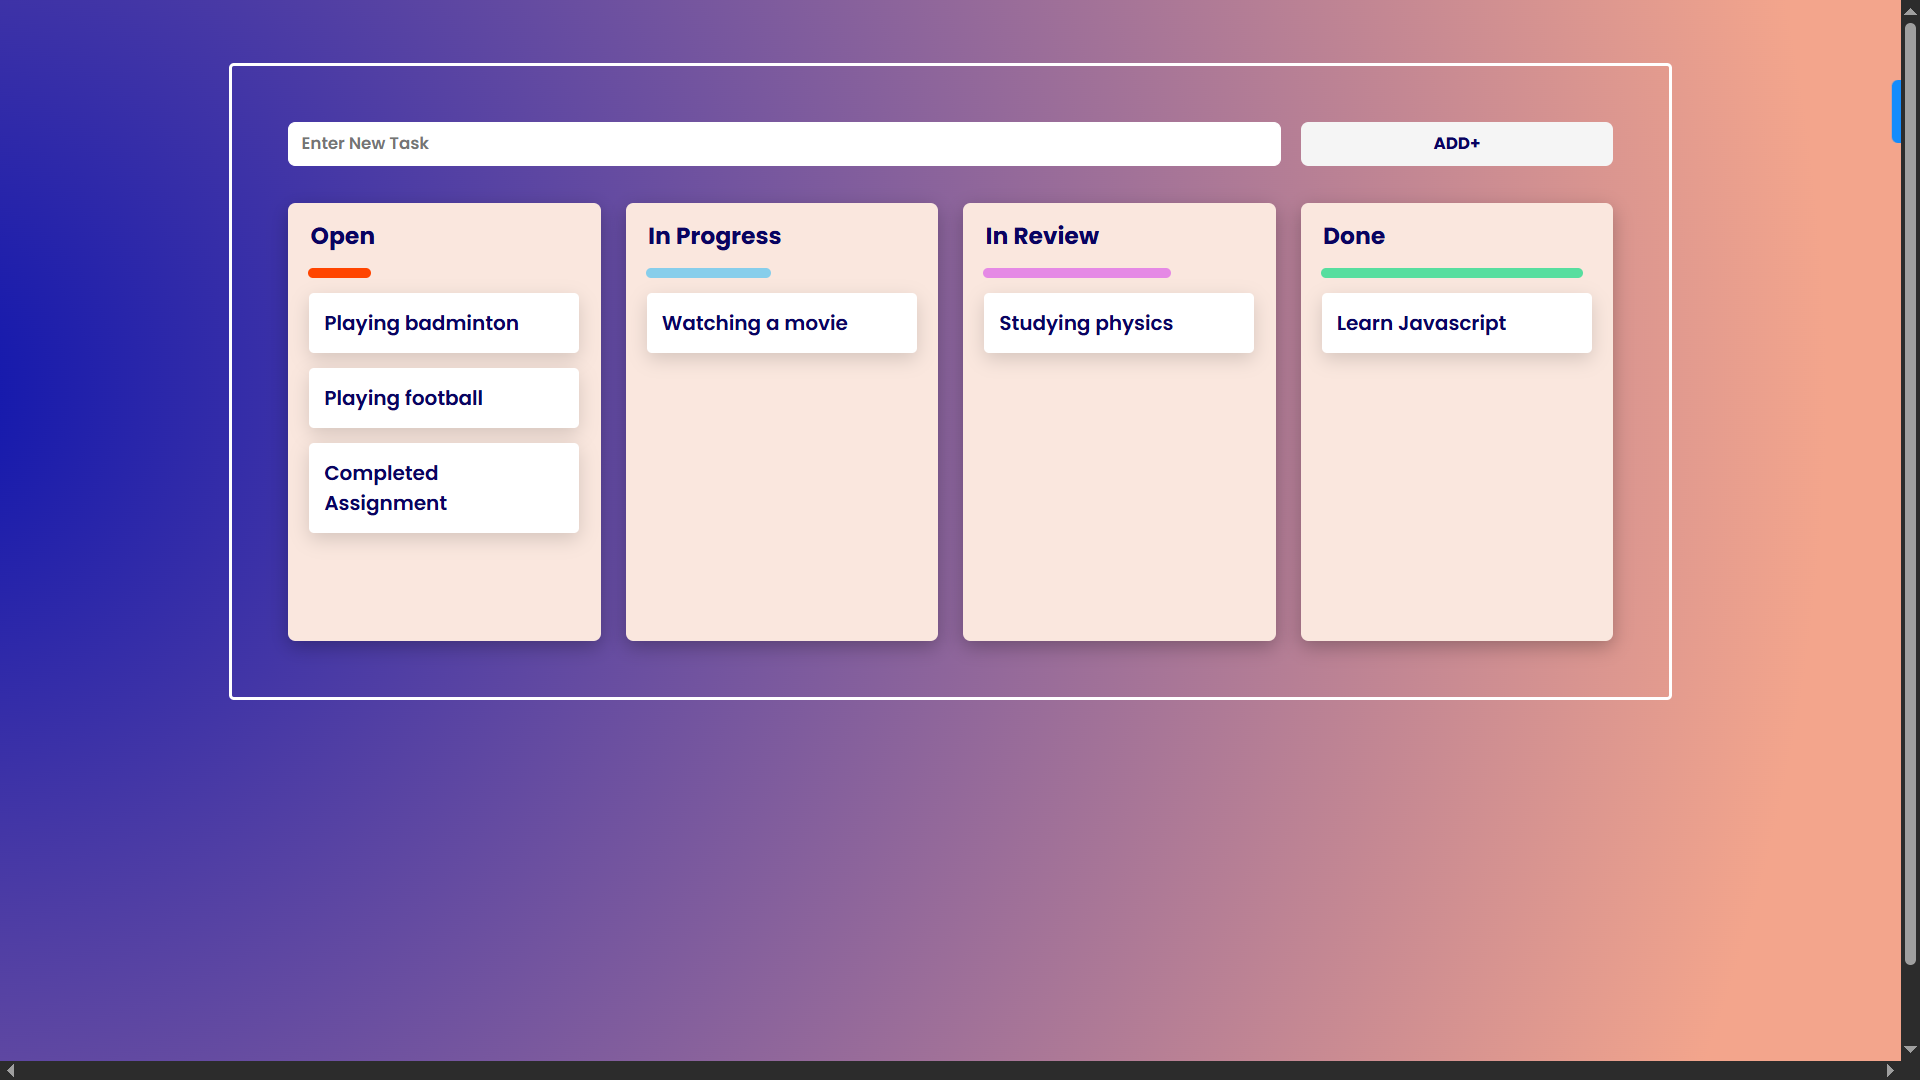 Enter New Task
ADD+
Open
Playing badminton
Playing football
Completed
Assignment
In Progress
Watching a movie
In Review
Studying physics
Done
Learn Javascript